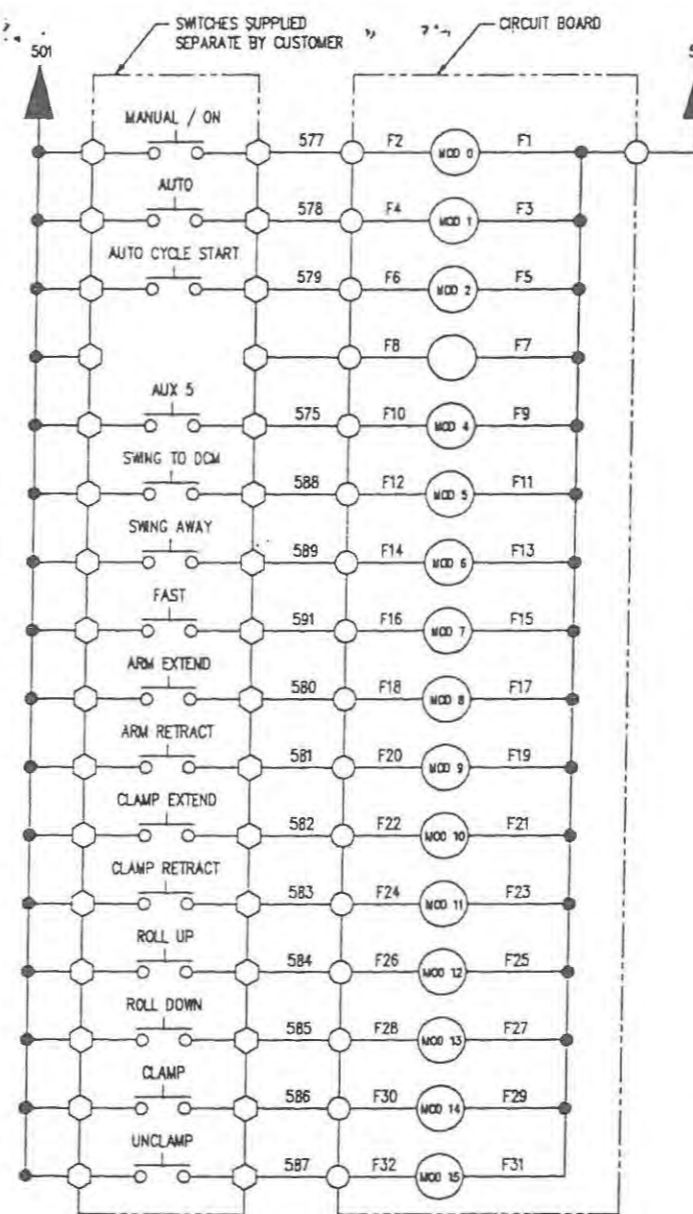 SWITCHES SUPPLIED
SEPARATE BY CUSTOMER
CIRCUIT BOARD
501
5
MANUAL / ON
577 F2 MOD 0 F1
AUTO
578 F4 MOD 1 F3
AUTO CYCLE START
579 F6 MOD 2 F5
F8 F7
AUX 5
575 F10 MOD 4 F9
SWING TO DCM
588 F12 MOD 5 F11
SWING AWAY
589 F14 MOD 6 F13
FAST
591 F16 MOD 7 F15
ARM EXTEND
580 F18 MOD 8 F17
ARM RETRACT
581 F20 MOD 9 F19
CLAMP EXTEND
582 F22 MOD 10 F21
CLAMP RETRACT
583 F24 MOD 11 F23
ROLL UP
584 F26 MOD 12 F25
ROLL DOWN
585 F28 MOD 13 F27
CLAMP
586 F30 MOD 14 F29
UNCLAMP
587 F32 MOD 15 F31